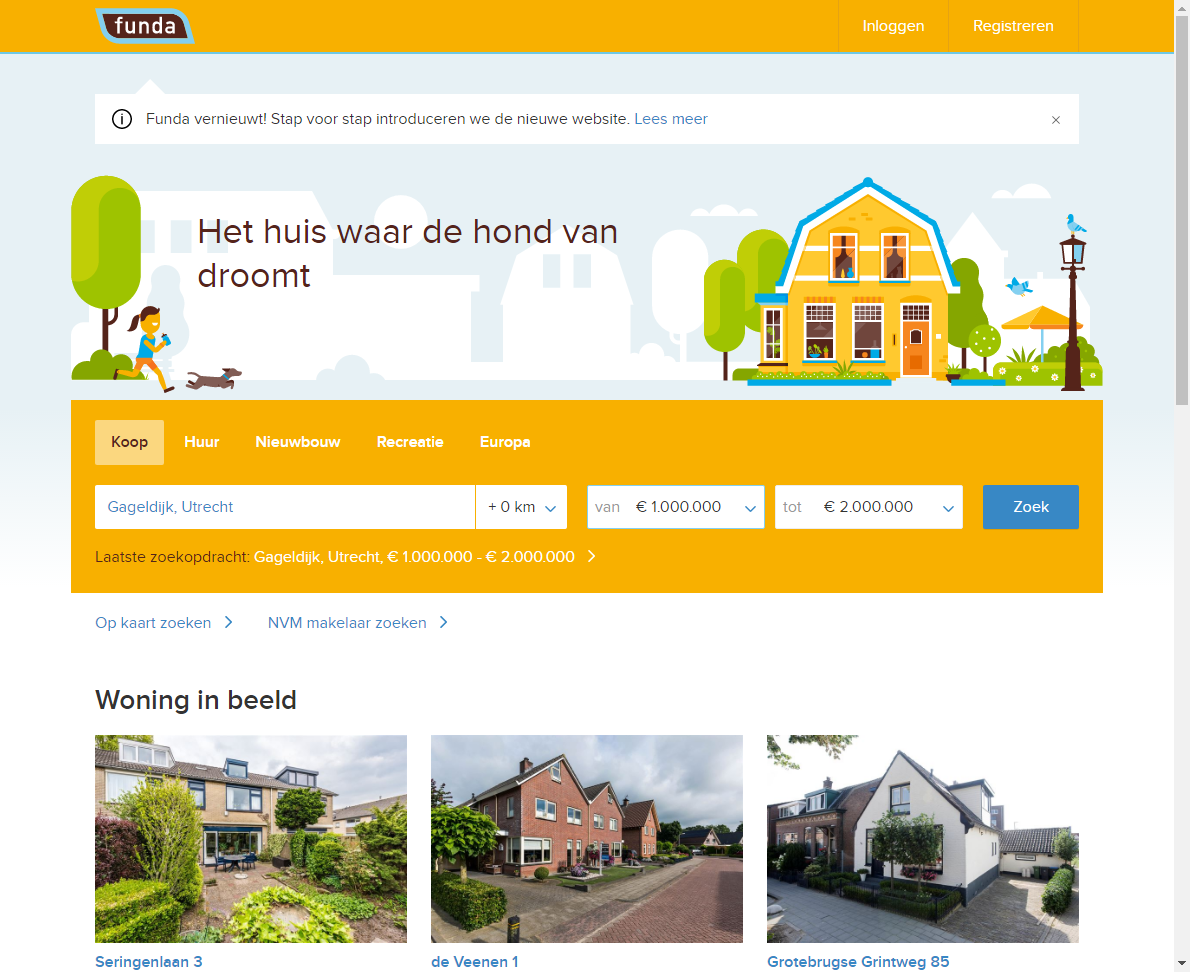 funda
Inloggen
Registreren
Funda vernieuwt! Stap voor stap introduceren we de nieuwe website. Lees meer
Het huis waar de hond van
droomt
Koop
Huur
Nieuwbouw
Recreatie
Europa
Gageldijk, Utrecht
+ 0 km
van € 1.000.000
tot € 2.000.000
Zoek
Laatste zoekopdracht: Gageldijk, Utrecht, € 1.000.000 - € 2.000.000
Op kaart zoeken
NVM makelaar zoeken
Woning in beeld
Seringenlaan 3
de Veenen 1
Grotebrugse Grintweg 85